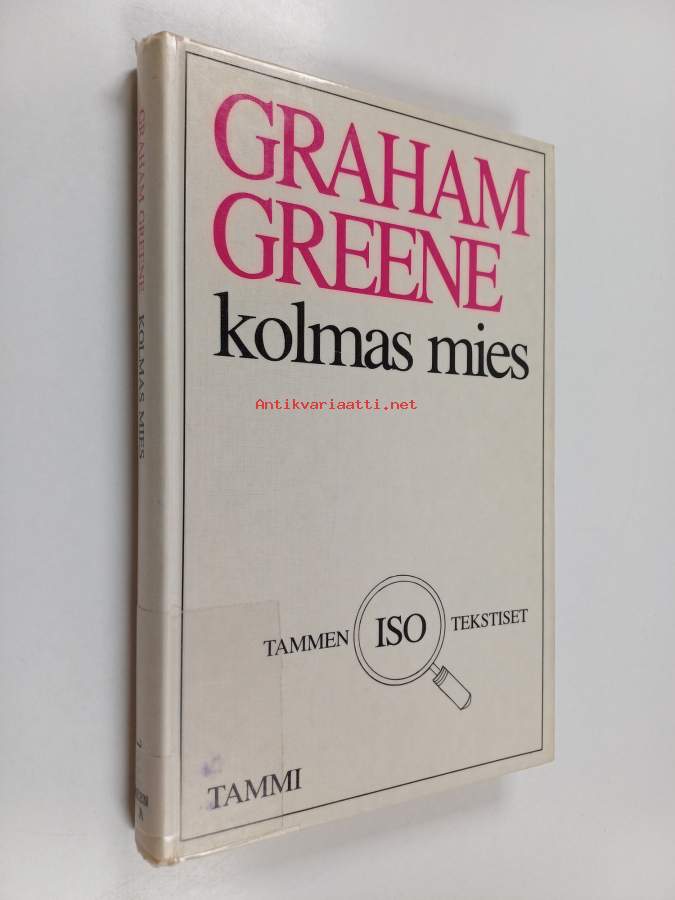 GRAHAM
GREENE
kolmas mies
Antikvariaatti.net
TAMMEN ISO TEKSTISET
TAMMI
GRAHAM GREENE KOLMAS MIES